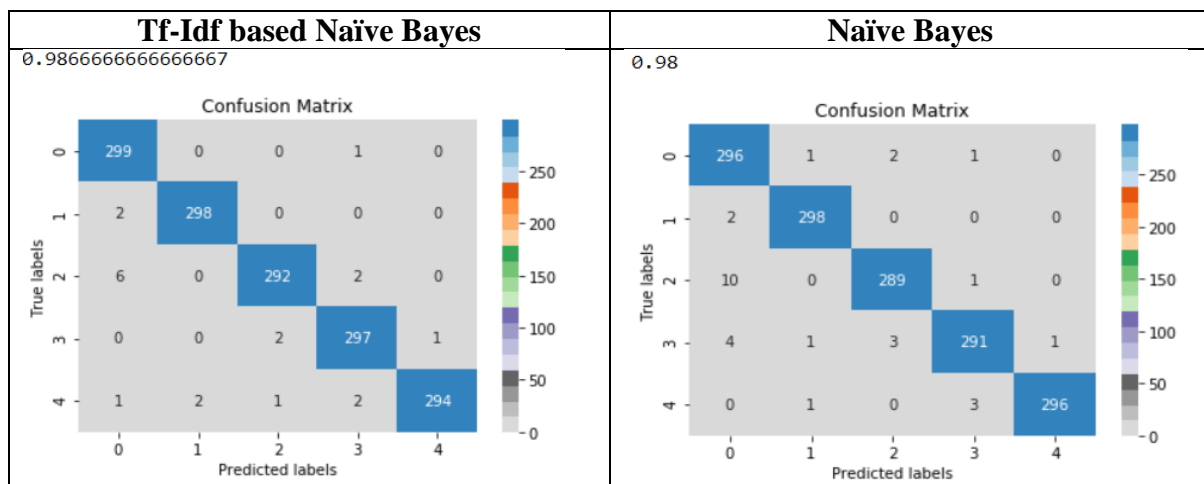 Tf-Idf based Naïve Bayes
0.9866666666666667
Confusion Matrix
299 0 0 1 0
2 298 0 0 0
6 0 292 2 0
0 0 2 297 1
1 2 1 2 294
0
1
2
3
4
True labels
0 1 2 3 4
Predicted labels
250
200
150
100
50
0
Naïve Bayes
0.98
Confusion Matrix
296 1 2 1 0
2 298 0 0 0
10 0 289 1 0
4 1 3 291 1
0 1 0 3 296
0
1
2
3
4
True labels
0 1 2 3 4
Predicted labels
250
200
150
100
50
0